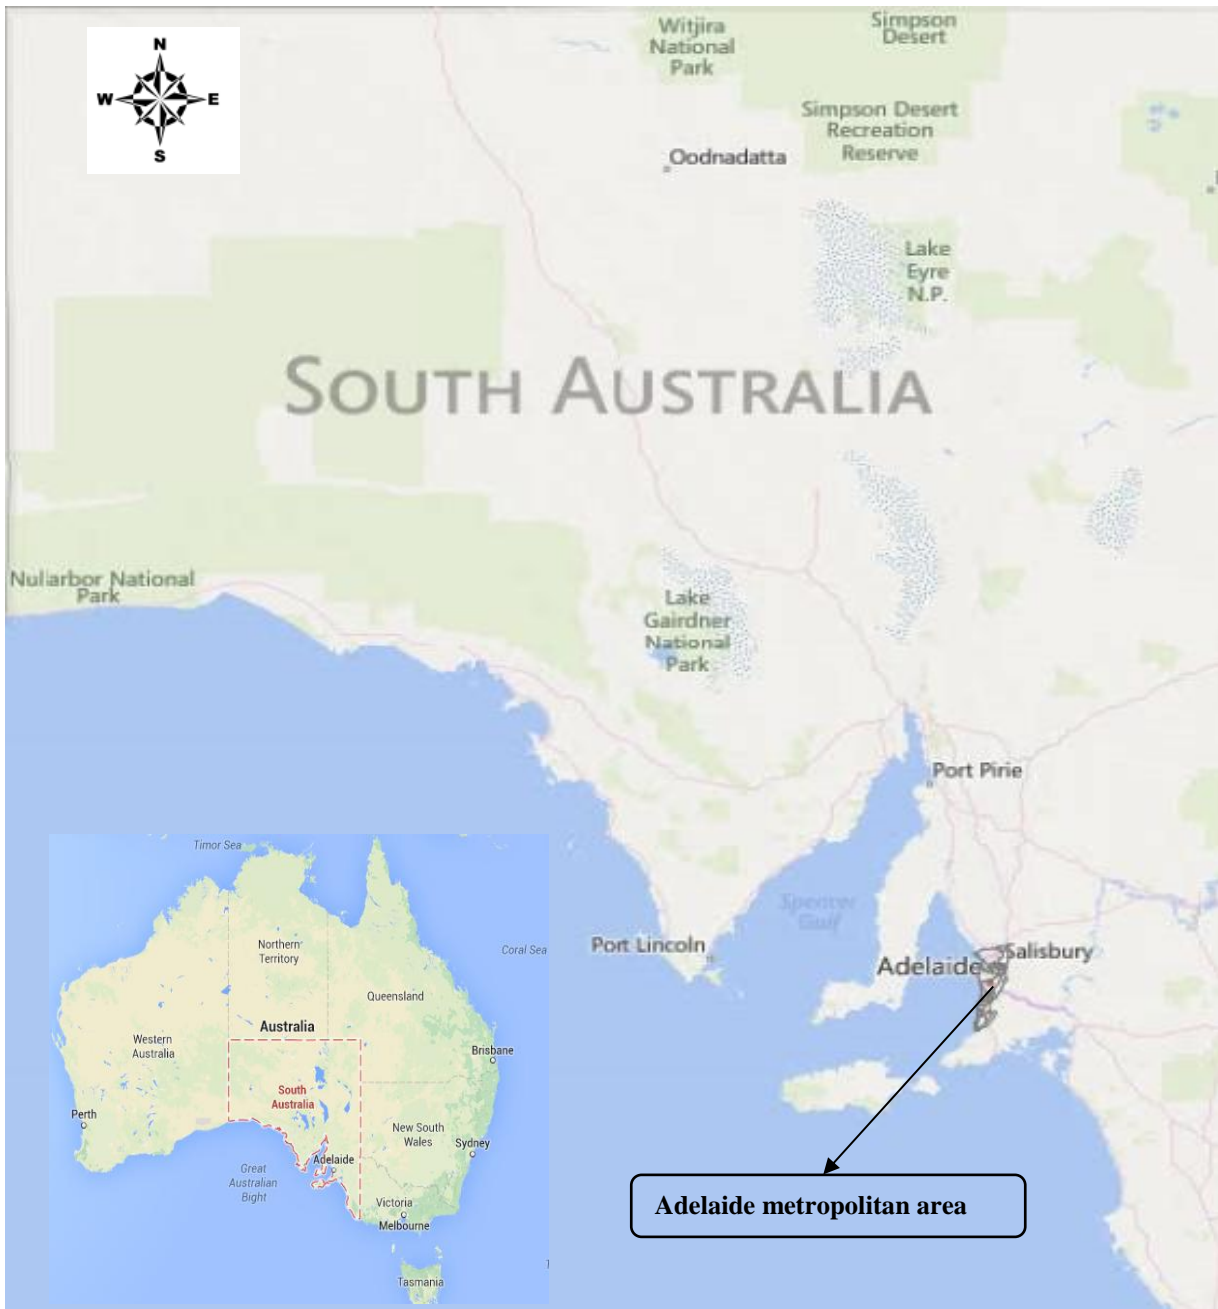 N
W E
S
Witjira
National
Park
Simpson
Desert
Simpson Desert
Recreation
Reserve
Oodnadatta
Lake
Eyre
N.P.
SOUTH AUSTRALIA
Nullarbor National
Park
Lake
Gairdner
National
Park
Port Pirie
Spencer
Gulf
Port Lincoln
Adelaide
Salisbury
Adelaide metropolitan area
Timor Sea
Northern
Territory
Coral Sea
Queensland
Australia
Western
Australia
Brisbane
South
Australia
Perth
New South
Wales
Sydney
Adelaide
Great
Australian
Bight
Victoria
Melbourne
Tasmania